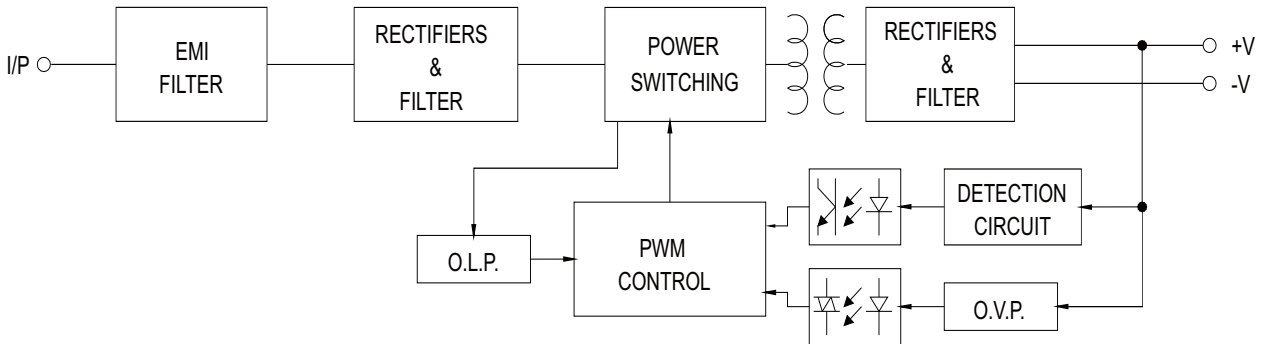 I/P
EMI
FILTER
RECTIFIERS
&
FILTER
POWER
SWITCHING
RECTIFIERS
&
FILTER
+V
-V
O.L.P.
PWM
CONTROL
DETECTION
CIRCUIT
O.V.P.